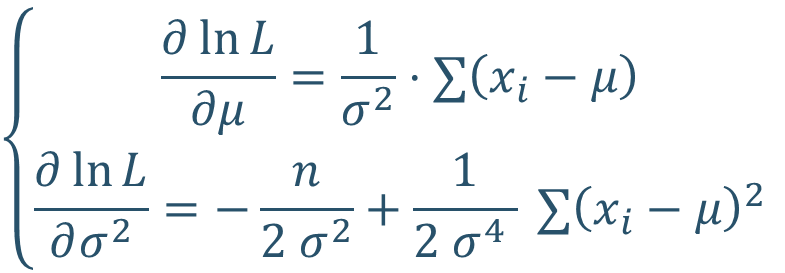 ∂ ln L / ∂μ = 1 / σ² · ∑(xᵢ − μ)
∂ ln L / ∂σ² = − n / 2 σ² + 1 / 2 σ⁴ ∑(xᵢ − μ)²